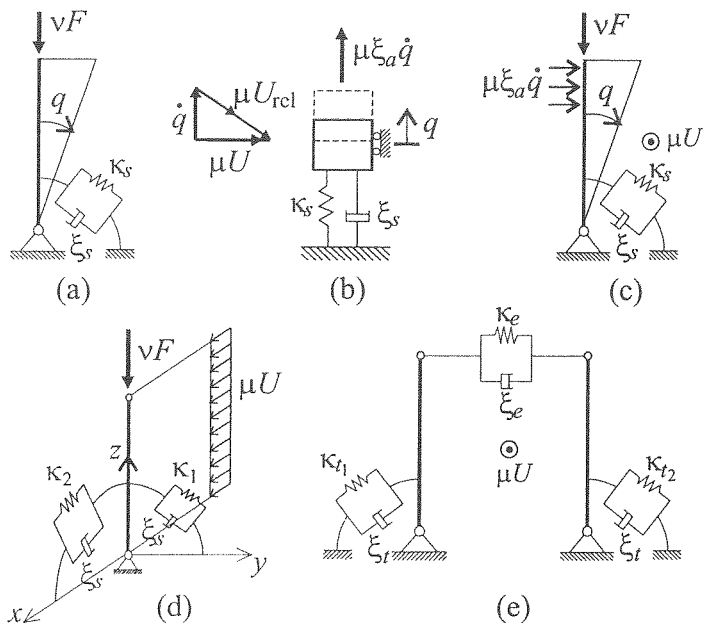 νF
q
κs
ξs
(a)
μξaq̇
q̇
μUrel
μU
q
κs
ξs
(b)
νF
μξaq̇
q
μU
κs
ξs
(c)
νF
μU
z
κ2
κ1
ξs
ξs
x
y
(d)
κe
ξe
μU
κt1
κt2
ξt
ξt
(e)